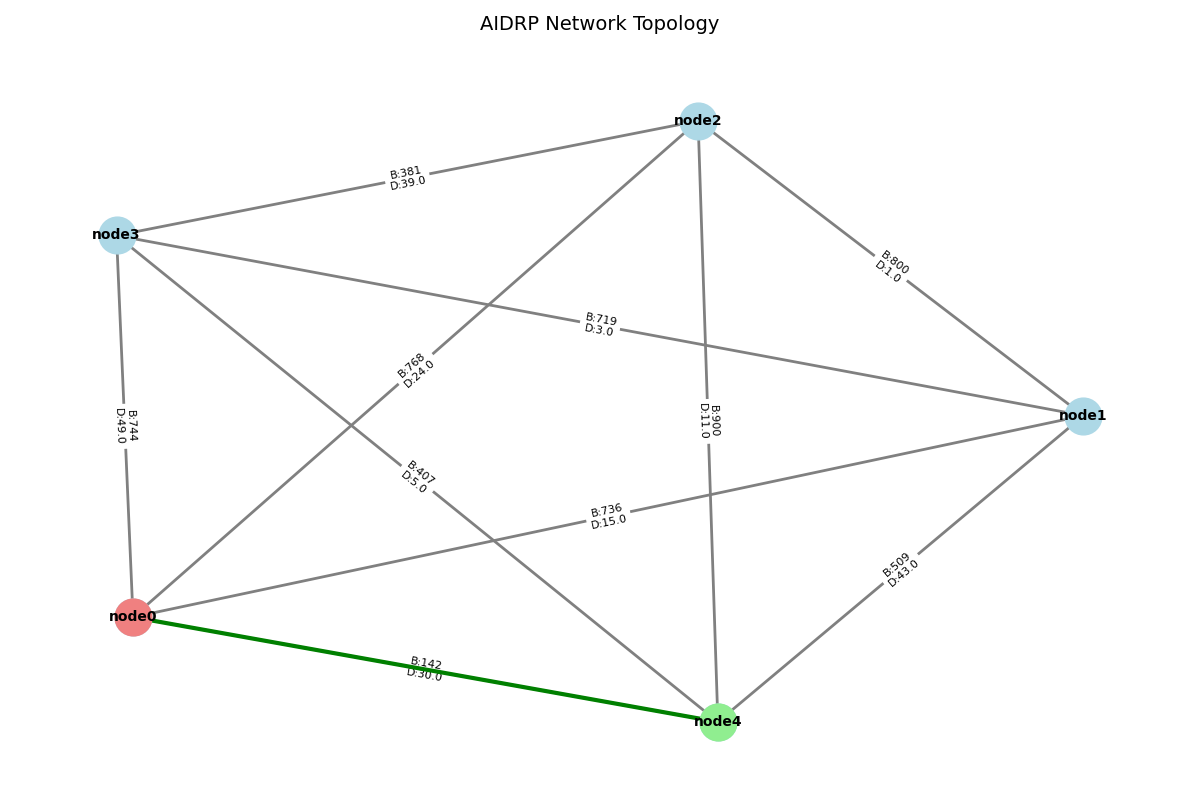 AIDRP Network Topology
node2
B:381
D:39.0
node3
B:800
D:1.0
B:719
D:3.0
B:768
D:24.0
node1
B:744
D:49.0
B:900
D:11.0
B:407
D:5.0
B:736
D:15.0
B:509
D:43.0
node0
B:142
D:30.0
node4